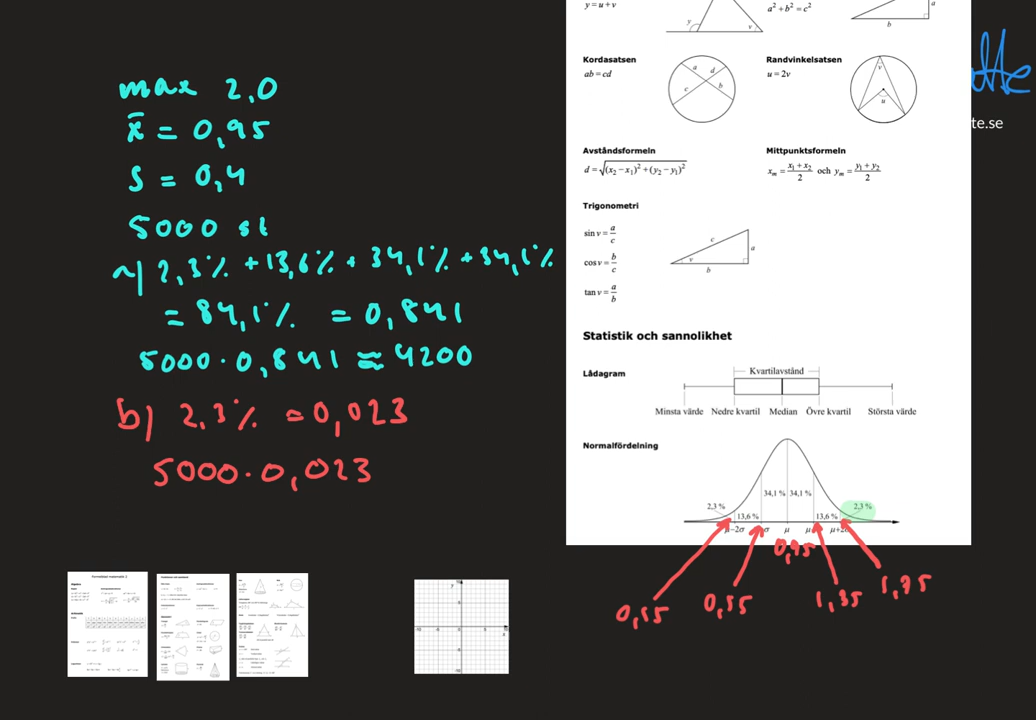 max 2,0
x̄ = 0,95
s = 0,4
5000 st
a) 2,3% + 13,6% + 34,1% + 34,1%
= 84,1% = 0,841
5000 · 0,841 ≈ 4200
b) 2,3% = 0,023
5000 · 0,023
y = u + v
y
v
a² + b² = c²
a
b
Kordasatsen
ab = cd
a
d
c
b
Randvinkelsatsen
u = 2v
v
u
te.se
Avståndsformeln
d = √((x₂ − x₁)² + (y₂ − y₁)²)
Mittpunktsformeln
xₘ = (x₁ + x₂)/2 och yₘ = (y₁ + y₂)/2
Trigonometri
sin v = a/c
cos v = b/c
tan v = a/b
c
a
v
b
Statistik och sannolikhet
Lådagram
Kvartilavstånd
Minsta värde Nedre kvartil Median Övre kvartil Största värde
Normalfördelning
34,1 % 34,1 %
2,3 % 2,3 %
13,6 % 13,6 %
μ−2σ σ μ μ μ+2
0,95
0,15 0,55 1,35 1,75